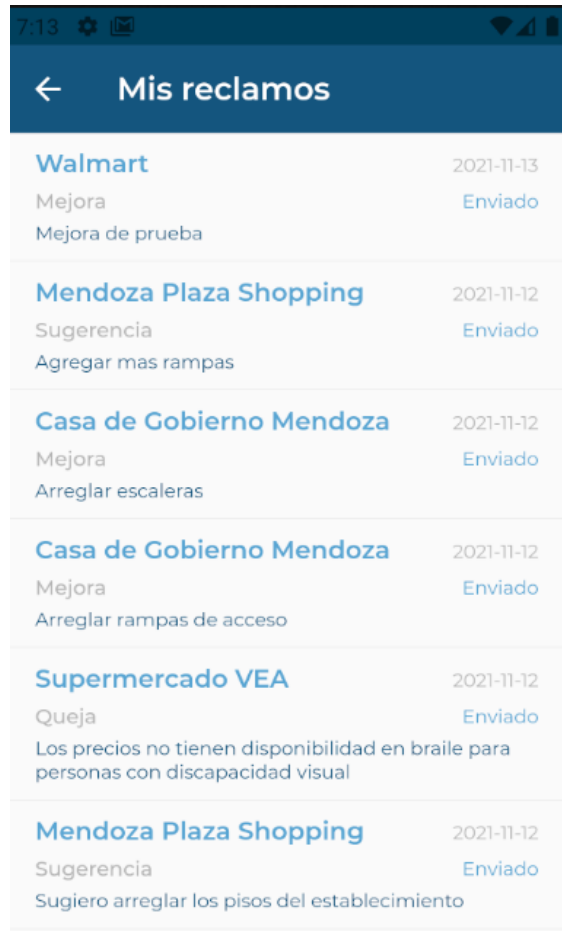 7:13
Mis reclamos
Walmart 2021-11-13
Mejora Enviado
Mejora de prueba
Mendoza Plaza Shopping 2021-11-12
Sugerencia Enviado
Agregar mas rampas
Casa de Gobierno Mendoza 2021-11-12
Mejora Enviado
Arreglar escaleras
Casa de Gobierno Mendoza 2021-11-12
Mejora Enviado
Arreglar rampas de acceso
Supermercado VEA 2021-11-12
Queja Enviado
Los precios no tienen disponibilidad en braile para
personas con discapacidad visual
Mendoza Plaza Shopping 2021-11-12
Sugerencia Enviado
Sugiero arreglar los pisos del establecimiento